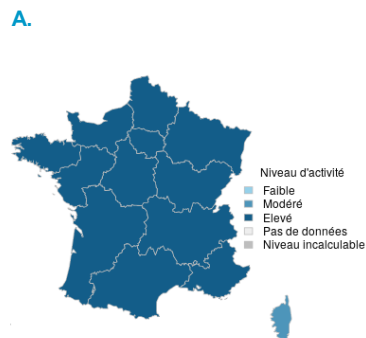 A.
Niveau d'activité
Faible
Modéré
Elevé
Pas de données
Niveau incalculable